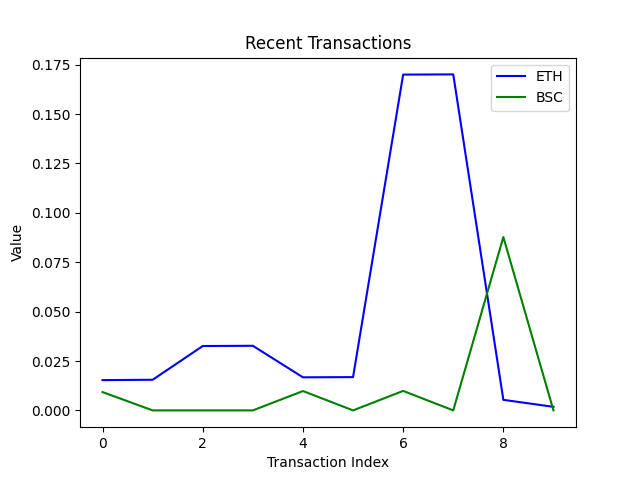 Recent Transactions
ETH
BSC
0.175
0.150
0.125
0.100
0.075
0.050
0.025
0.000
Value
0 2 4 6 8
Transaction Index